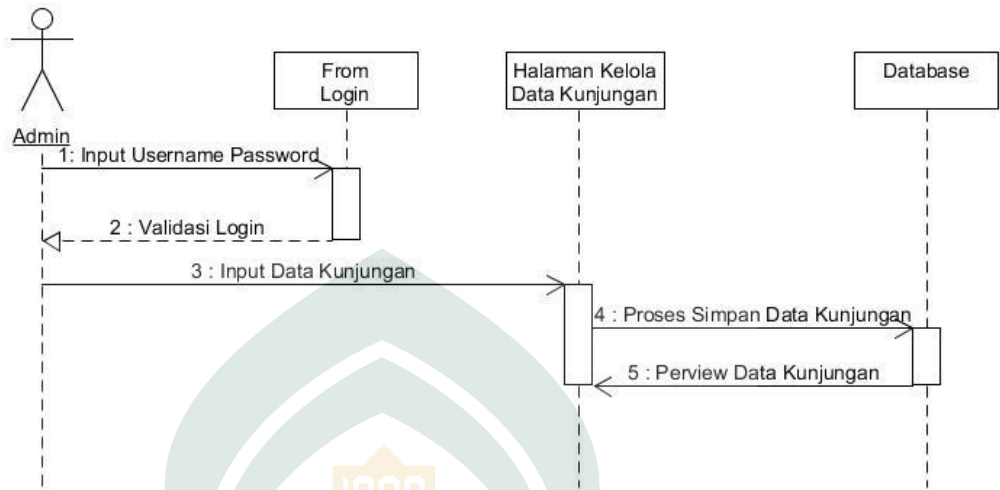 From
Login
Halaman Kelola
Data Kunjungan
Database
Admin
1: Input Username Password
2 : Validasi Login
3 : Input Data Kunjungan
4 : Proses Simpan Data Kunjungan
5 : Perview Data Kunjungan